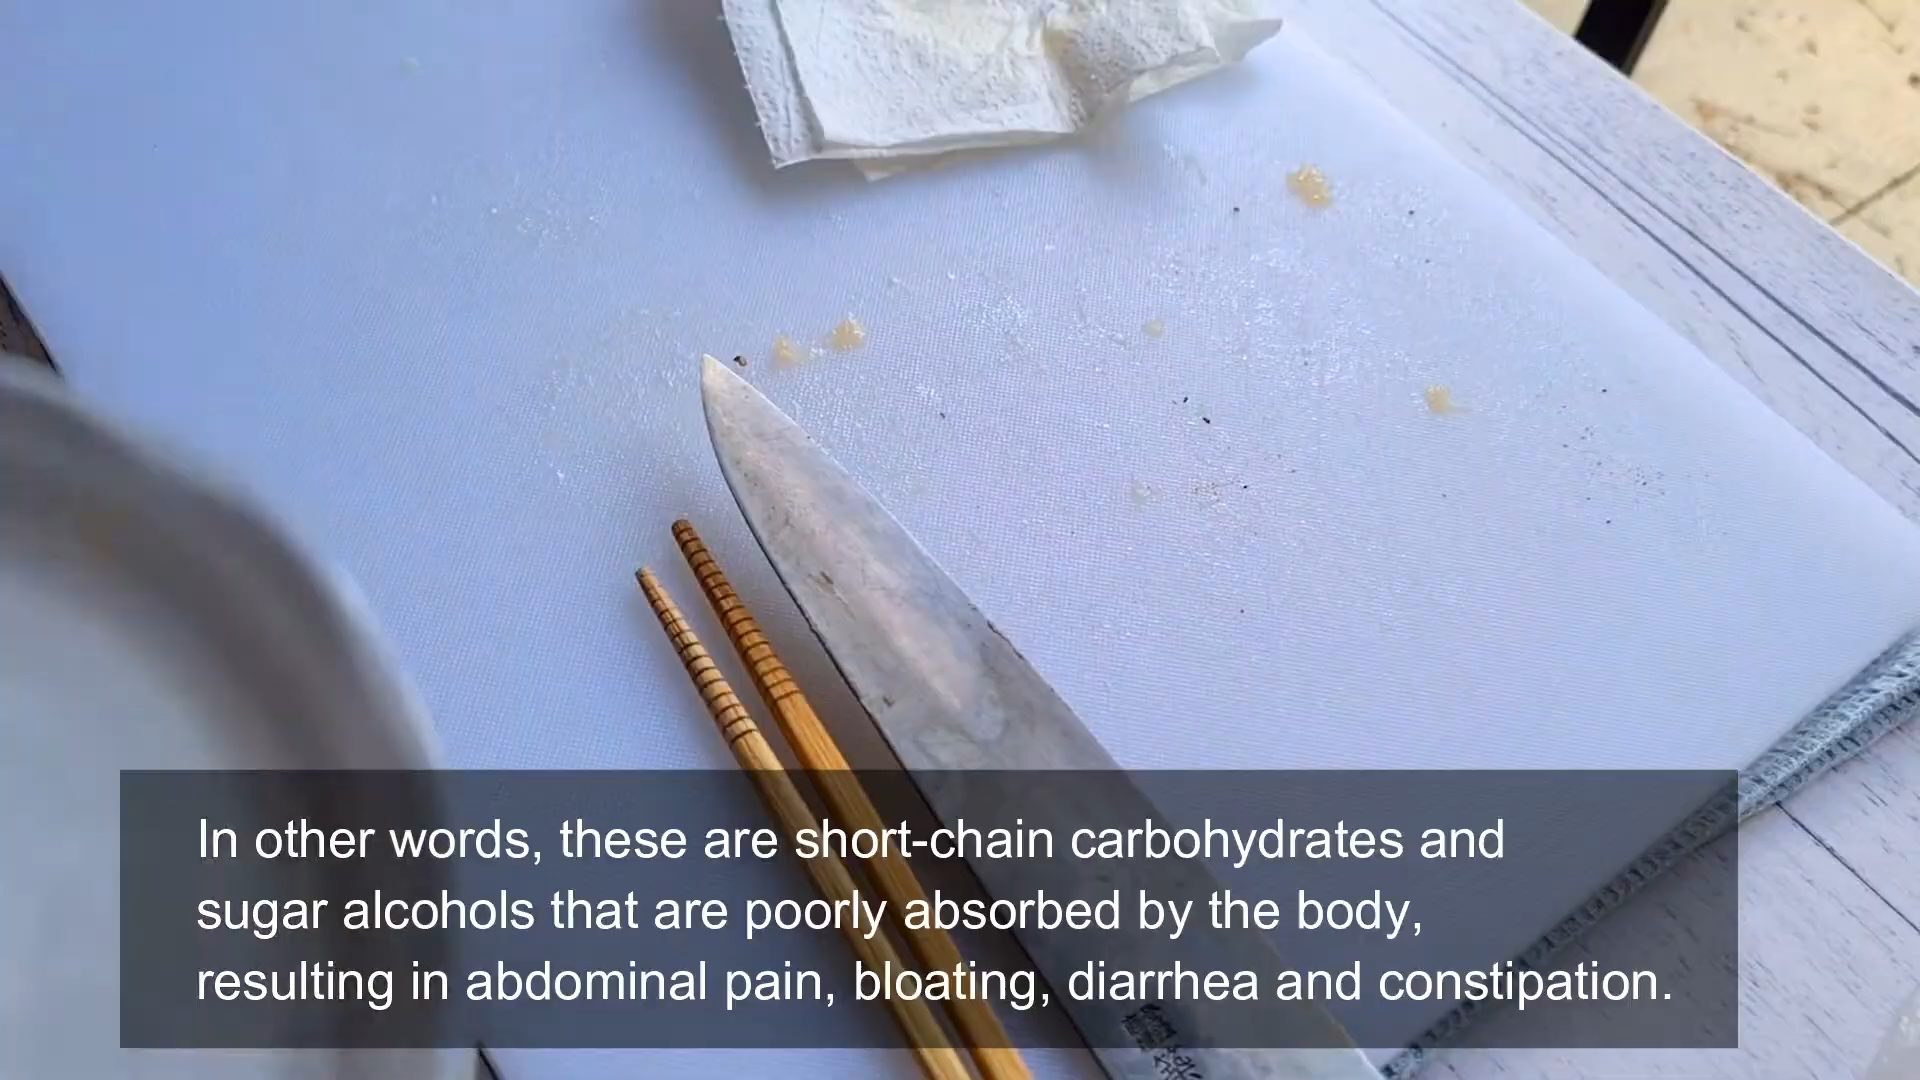 In other words, these are short-chain carbohydrates and
sugar alcohols that are poorly absorbed by the body,
resulting in abdominal pain, bloating, diarrhea and constipation.